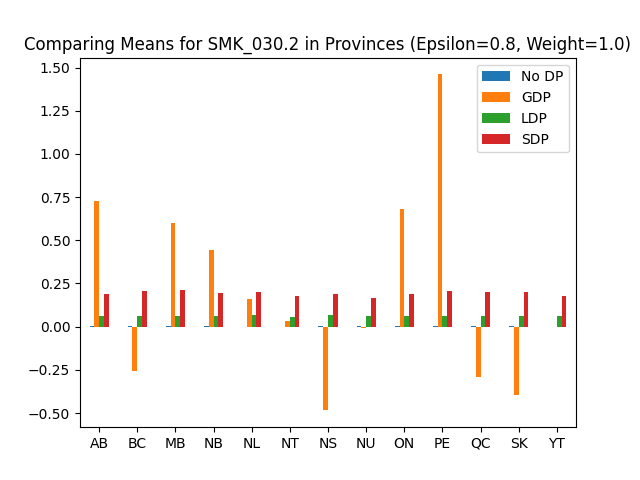 Comparing Means for SMK_030.2 in Provinces (Epsilon=0.8, Weight=1.0)
1.50
1.25
1.00
0.75
0.50
0.25
0.00
−0.25
−0.50
No DP
GDP
LDP
SDP
AB BC MB NB NL NT NS NU ON PE QC SK YT